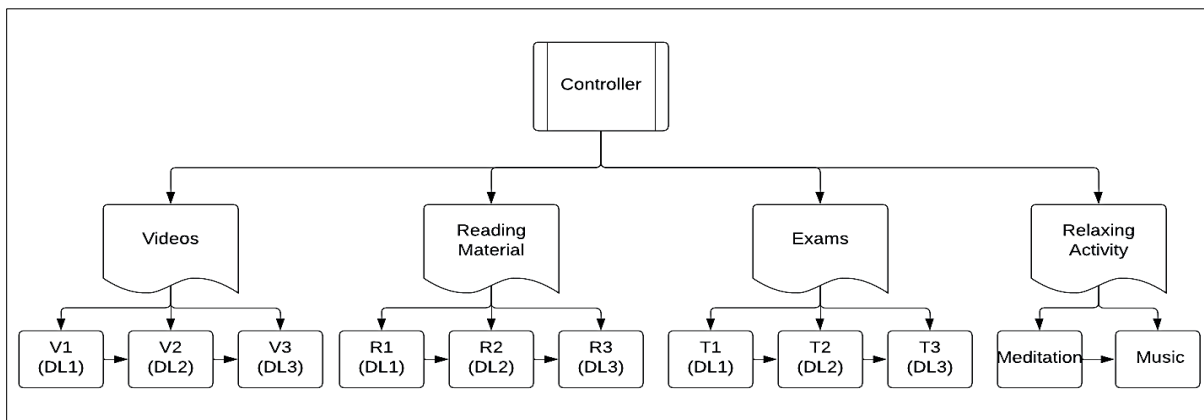 Controller
Videos
Reading
Material
Exams
Relaxing
Activity
V1
(DL1)
V2
(DL2)
V3
(DL3)
R1
(DL1)
R2
(DL2)
R3
(DL3)
T1
(DL1)
T2
(DL2)
T3
(DL3)
Meditation
Music